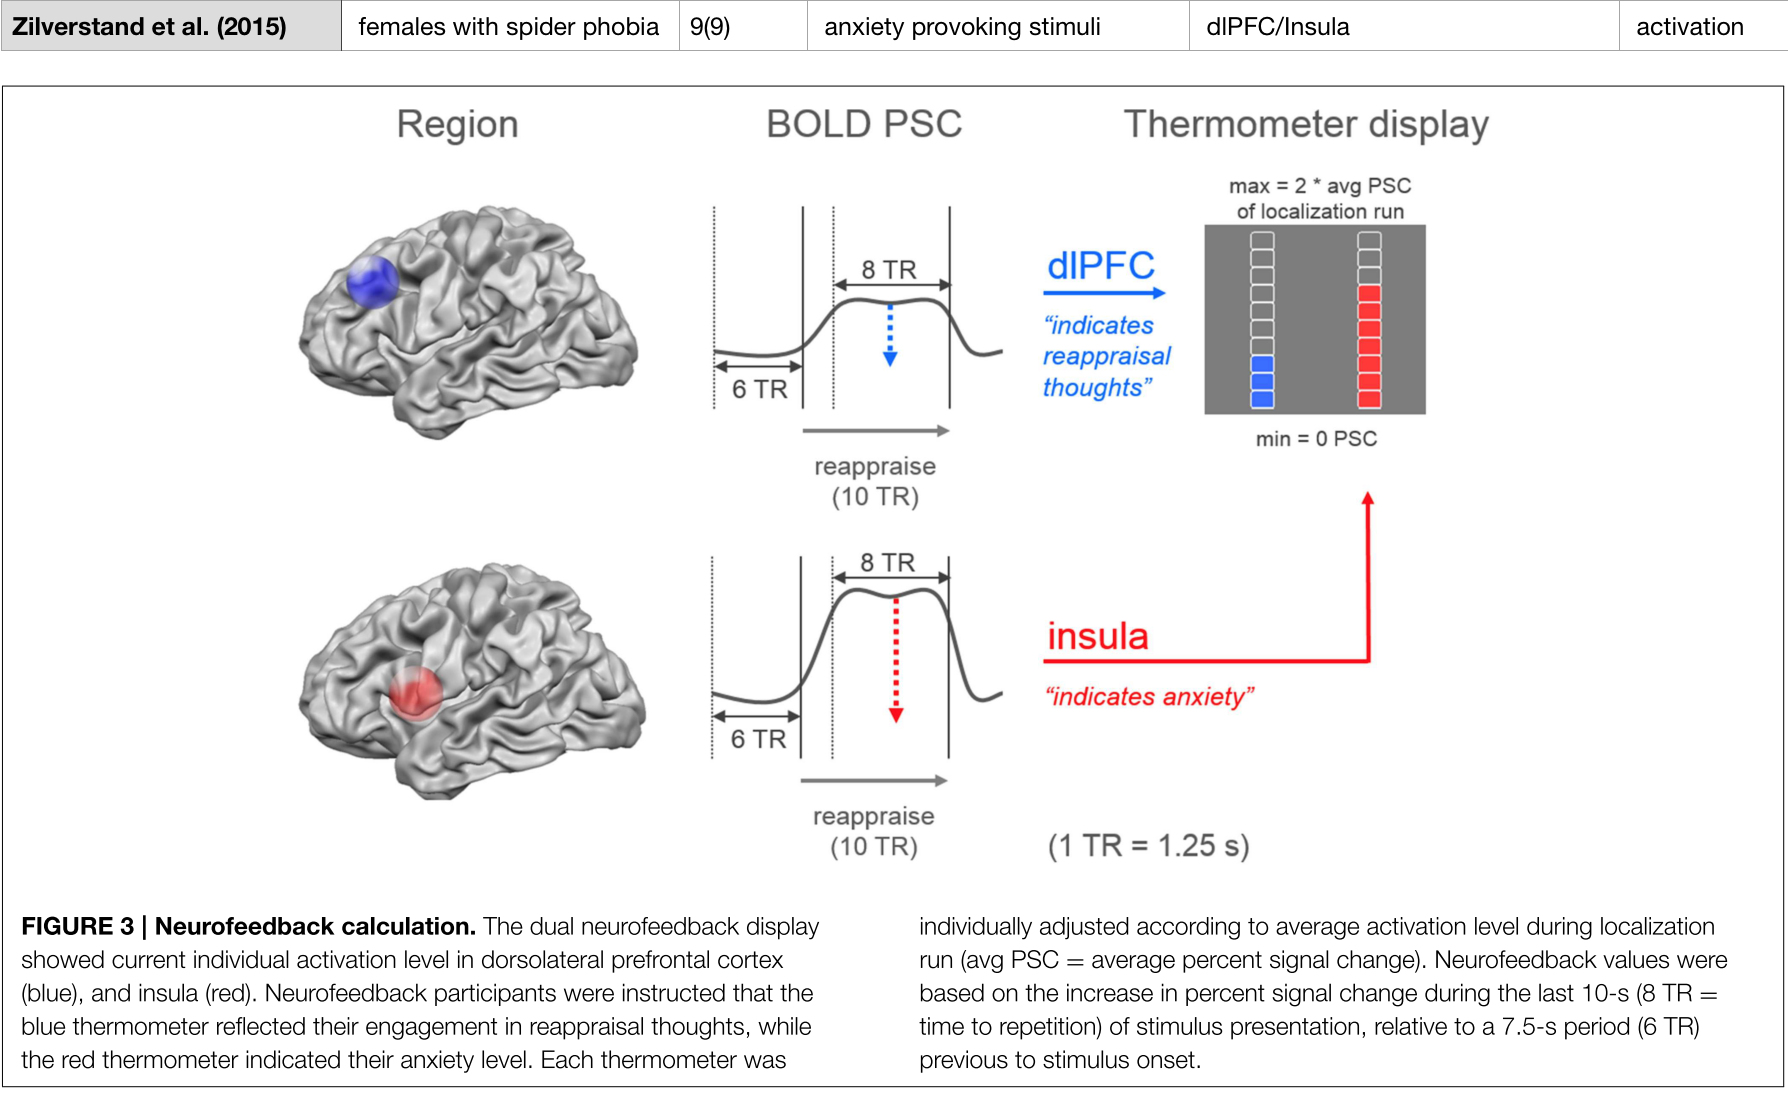 Zilverstand et al. (2015) females with spider phobia 9(9) anxiety provoking stimuli dlPFC/Insula activation
Region BOLD PSC Thermometer display
max = 2 * avg PSC
of localization run
8 TR
6 TR
reappraise
(10 TR)
dlPFC
“indicates
reappraisal
thoughts”
min = 0 PSC
8 TR
6 TR
reappraise
(10 TR)
insula
“indicates anxiety”
(1 TR = 1.25 s)
FIGURE 3 | Neurofeedback calculation. The dual neurofeedback display
showed current individual activation level in dorsolateral prefrontal cortex
(blue), and insula (red). Neurofeedback participants were instructed that the
blue thermometer reflected their engagement in reappraisal thoughts, while
the red thermometer indicated their anxiety level. Each thermometer was
individually adjusted according to average activation level during localization
run (avg PSC = average percent signal change). Neurofeedback values were
based on the increase in percent signal change during the last 10-s (8 TR =
time to repetition) of stimulus presentation, relative to a 7.5-s period (6 TR)
previous to stimulus onset.